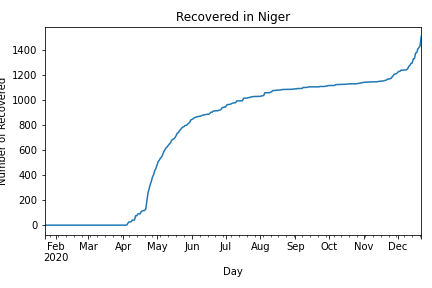 Recovered in Niger
Number of Recovered
1400
1200
1000
800
600
400
200
0
Feb Mar Apr May Jun Jul Aug Sep Oct Nov Dec
2020
Day